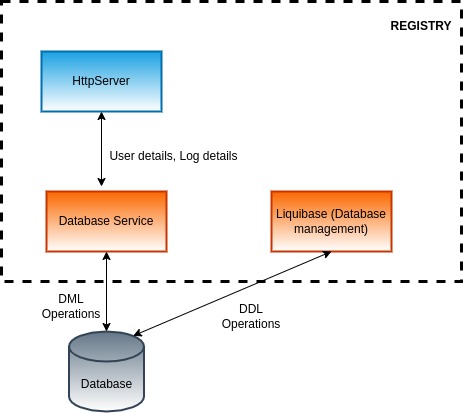 REGISTRY
HttpServer
User details, Log details
Database Service
Liquibase (Database
management)
DML
Operations
DDL
Operations
Database